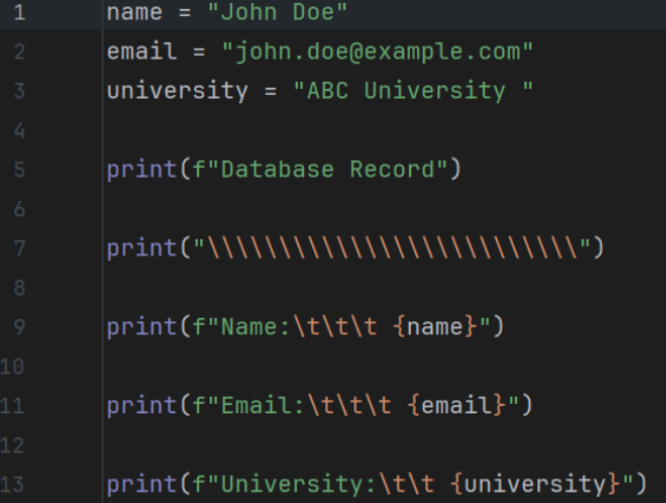 1 name = "John Doe"
2 email = "john.doe@example.com"
3 university = "ABC University "
4
5 print(f"Database Record")
6
7 print("\\\\\\\\\\\\\\\\\\\\\\\\\\")
8
9 print(f"Name:\t\t\t {name}")
10
11 print(f"Email:\t\t\t {email}")
12
13 print(f"University:\t\t {university}")